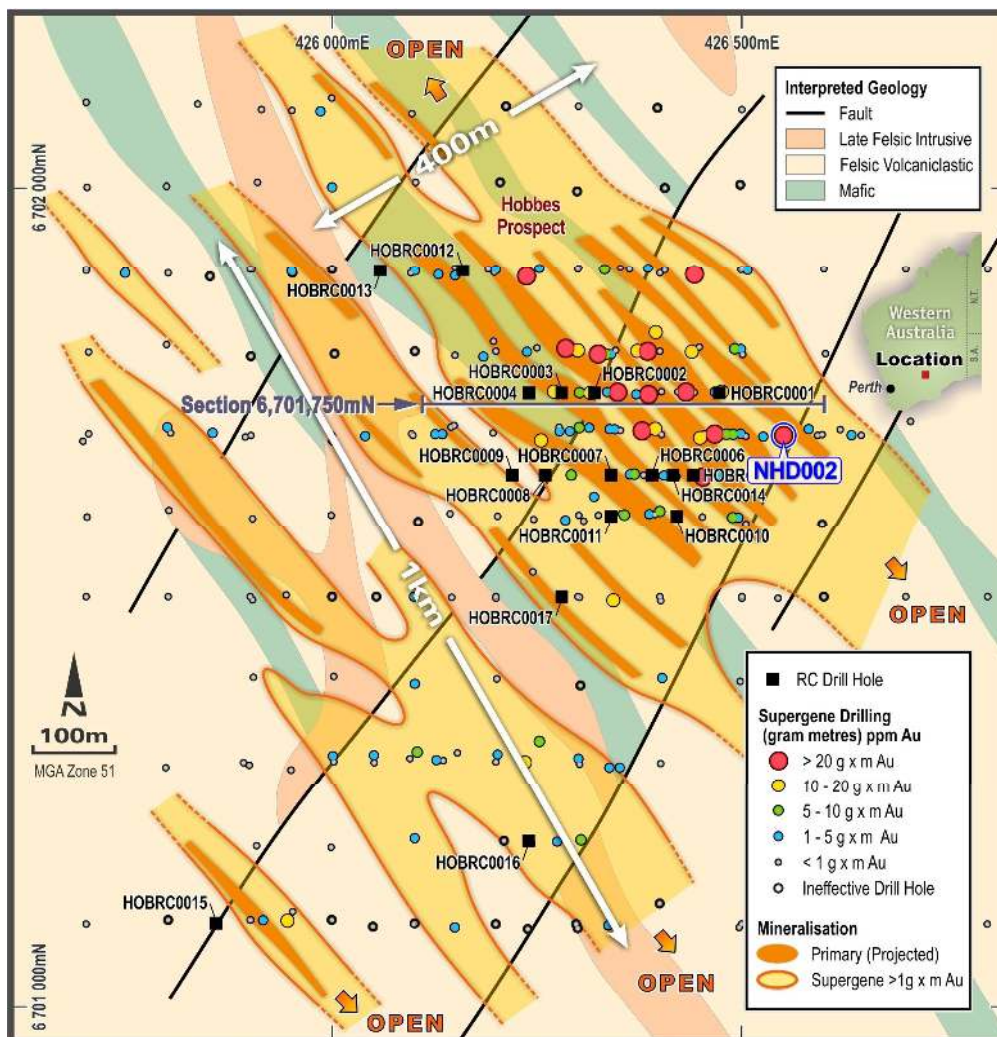 426 000mE
426 500mE
OPEN
400m
Interpreted Geology
Fault
Late Felsic Intrusive
Felsic Volcaniclastic
Mafic
6 702 000mN
Hobbes
Prospect
HOBRC0012
HOBRC0013
N.T.
S.A.
Western
Australia
Location
Perth
HOBRC0003
HOBRC0002
HOBRC0004
HOBRC0001
Section 6,701,750mN
NHD002
HOBRC0009
HOBRC0007
HOBRC0006
HOBRC0008
HOBRC0014
HOBRC0011
HOBRC0010
1km
HOBRC0017
OPEN
N
100m
MGA Zone 51
RC Drill Hole
Supergene Drilling
(gram metres) ppm Au
> 20 g x m Au
10 - 20 g x m Au
5 - 10 g x m Au
1 - 5 g x m Au
< 1 g x m Au
Ineffective Drill Hole
Mineralisation
Primary (Projected)
Supergene >1g x m Au
HOBRC0016
HOBRC0015
6 701 000mN
OPEN
OPEN